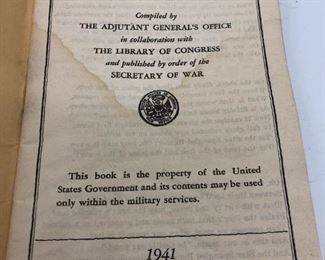 Compiled by
THE ADJUTANT GENERAL'S OFFICE
in collaboration with
THE LIBRARY OF CONGRESS
and published by order of the
SECRETARY OF WAR
This book is the property of the United
States Government and its contents may be used
only within the military services.
1941